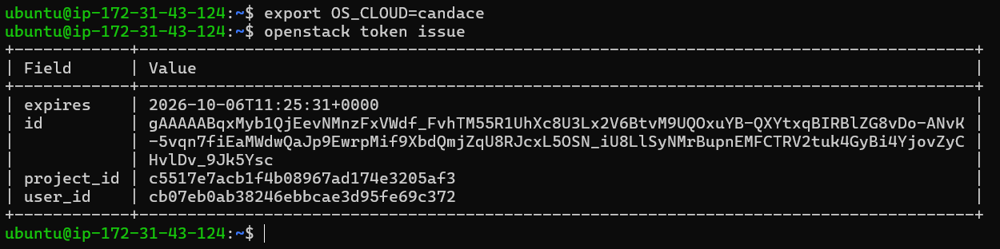 ubuntu@ip-172-31-43-124:~$ export OS_CLOUD=candace
ubuntu@ip-172-31-43-124:~$ openstack token issue
+------------+----------------------------------------------------------------------------------------+
| Field      | Value                                                                                  |
+------------+----------------------------------------------------------------------------------------+
| expires    | 2026-10-06T11:25:31+0000                                                               |
| id         | gAAAAABqxMyb1QjEevNMnzFxVWdf_FvhTM55R1UhXc8U3Lx2V6BtvM9UQOxuYB-QXYtxqBIRBlZG8vDo-ANvK |
|            | -5vqn7fiEaMWdwQaJp9EwrpMif9XbdQmjZqU8RJcxL5OSN_iU8LlSyNMrBupnEMFCTRV2tuk4GyBi4YjovZyC |
|            | HvlDv_9Jk5Ysc                                                                          |
| project_id | c5517e7acb1f4b08967ad174e3205af3                                                       |
| user_id    | cb07eb0ab38246ebbcae3d95fe69c372                                                       |
+------------+----------------------------------------------------------------------------------------+
ubuntu@ip-172-31-43-124:~$